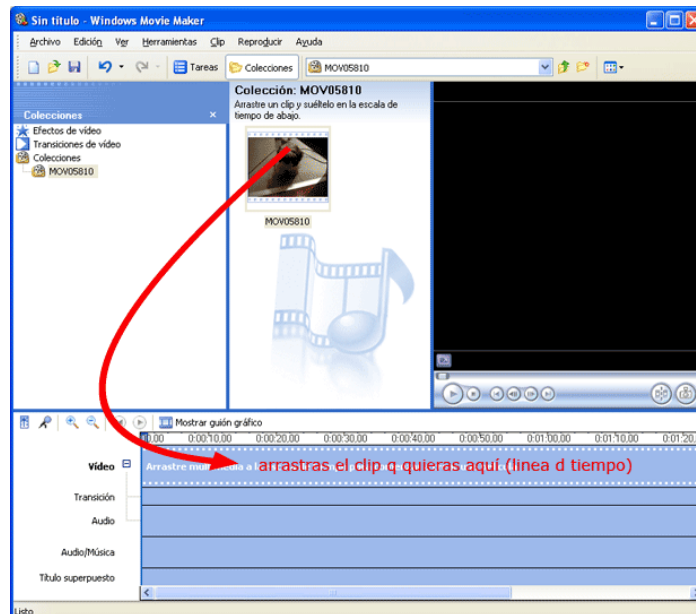 Sin título - Windows Movie Maker
Archivo Edición Ver Herramientas Clip Reproducir Ayuda
Tareas Colecciones MOV05810
Colecciones ×
Efectos de vídeo
Transiciones de vídeo
Colecciones
MOV05810
Colección: MOV05810
Arrastre un clip y suéltelo en la escala de
tiempo de abajo.
MOV05810
Mostrar guión gráfico
0:00:10,00 0:00:20,00 0:00:30,00 0:00:40,00 0:00:50,00 0:01:00,00 0:01:10,00 0:01:20,
Vídeo
Arrastre
arrastras el clip q quieras aquí (linea d tiempo)
Transición
Audio
Audio/Música
Título superpuesto
Listo